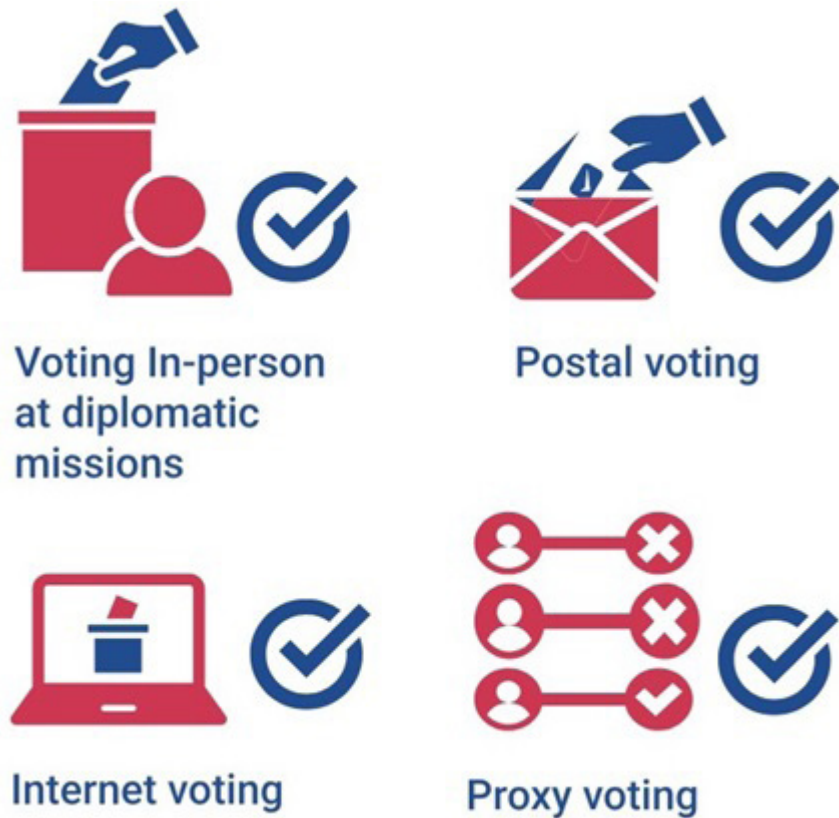 Voting In-person
at diplomatic
missions
Postal voting
Internet voting
Proxy voting